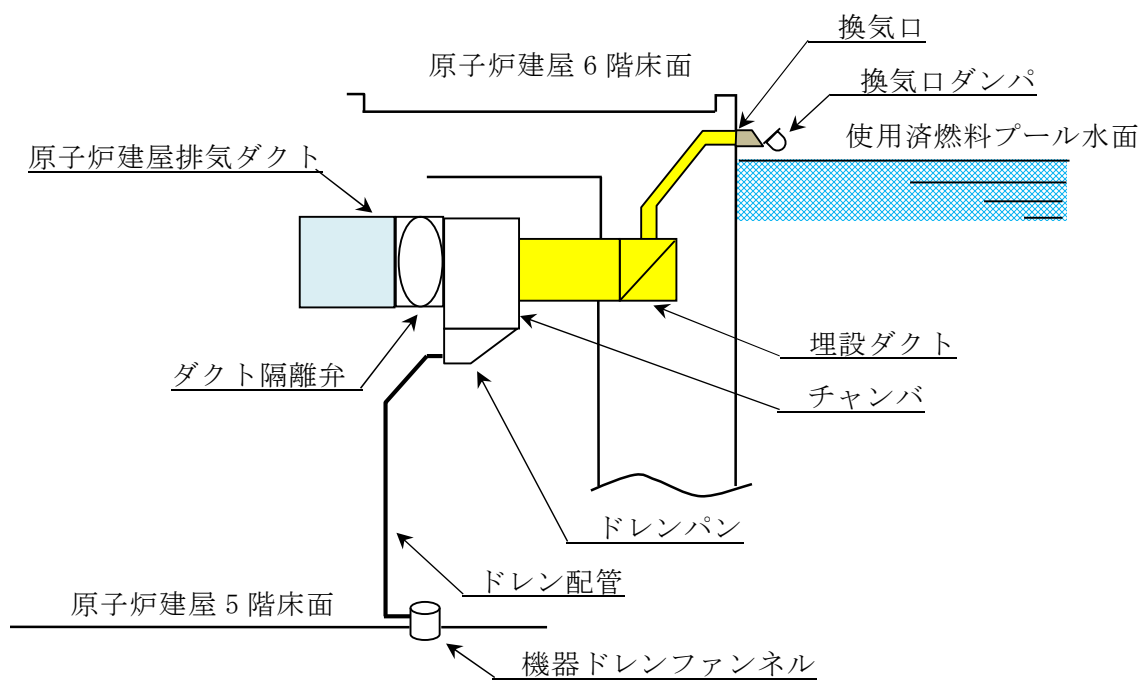 換気口
原子炉建屋 6 階床面
換気口ダンパ
使用済燃料プール水面
原子炉建屋排気ダクト
埋設ダクト
ダクト隔離弁
チャンバ
ドレンパン
ドレン配管
原子炉建屋 5 階床面
機器ドレンファンネル